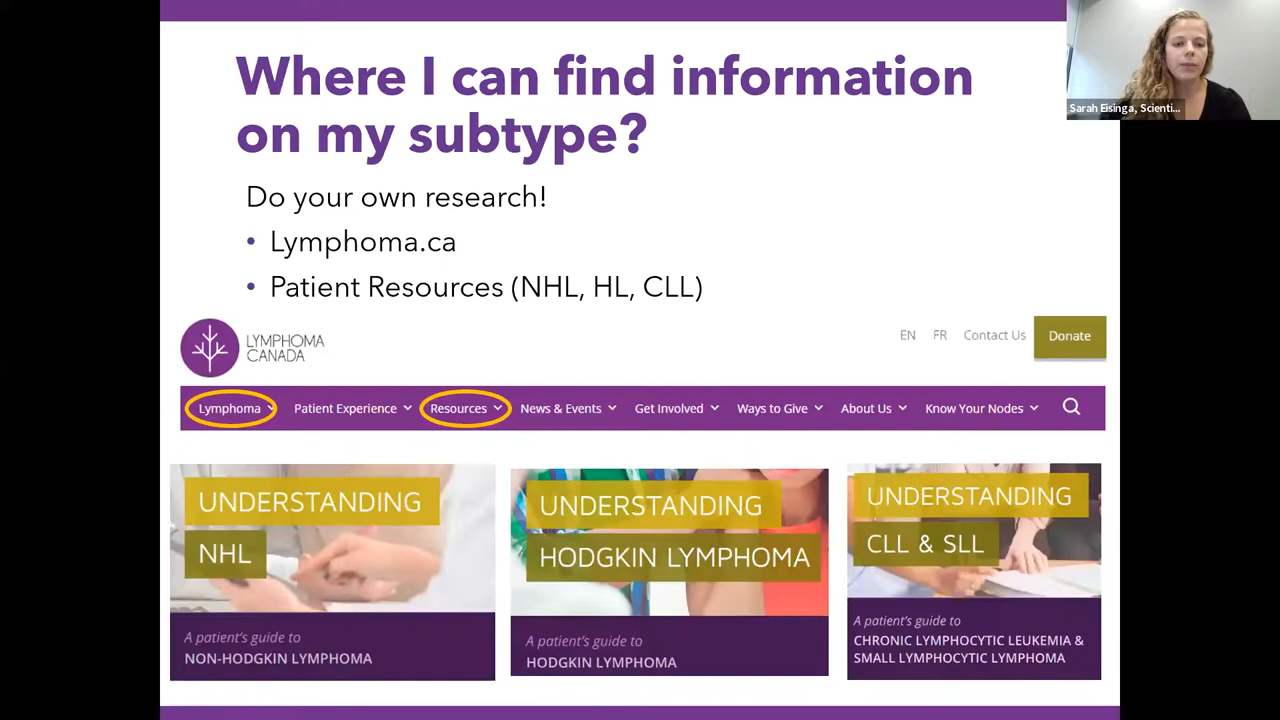 Where I can find information
on my subtype?
Sarah Eisinga, Scienti...
Do your own research!
• Lymphoma.ca
• Patient Resources (NHL, HL, CLL)
LYMPHOMA
CANADA
EN FR Contact Us Donate
Lymphoma Patient Experience Resources News & Events Get Involved Ways to Give About Us Know Your Nodes
UNDERSTANDING
NHL
A patient's guide to
NON-HODGKIN LYMPHOMA
UNDERSTANDING
HODGKIN LYMPHOMA
A patient's guide to
HODGKIN LYMPHOMA
UNDERSTANDING
CLL & SLL
A patient's guide to
CHRONIC LYMPHOCYTIC LEUKEMIA &
SMALL LYMPHOCYTIC LYMPHOMA